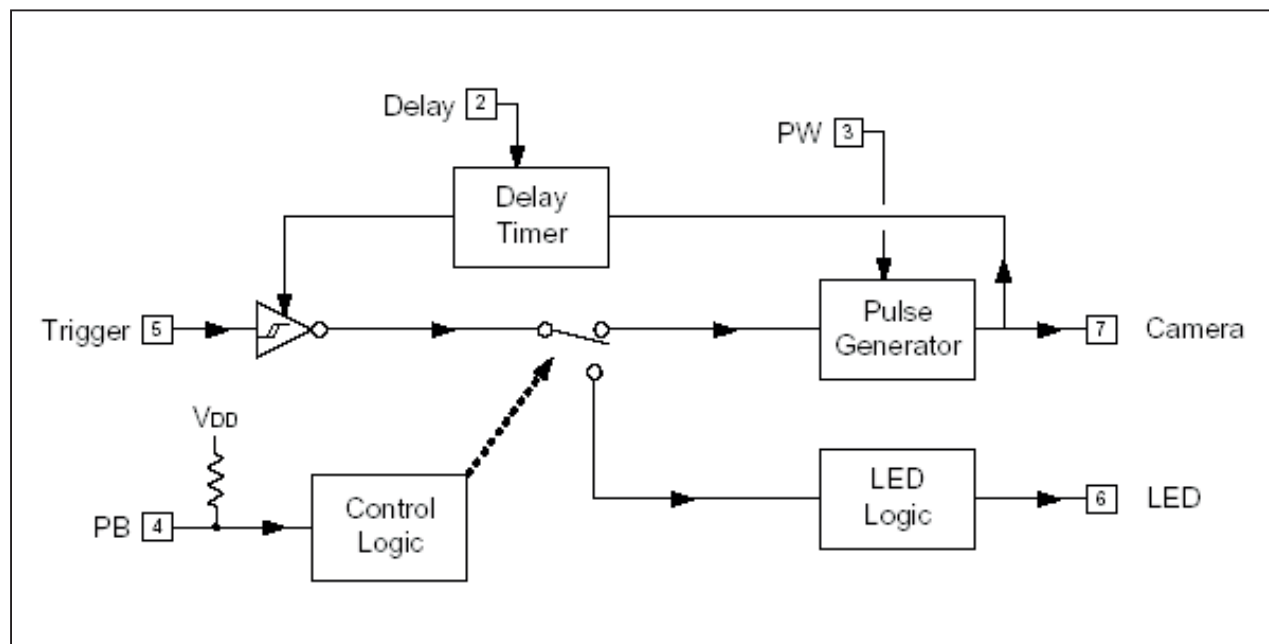 Delay 2
PW 3
Delay
Timer
Trigger 5
Pulse
Generator
7 Camera
VDD
PB 4
Control
Logic
LED
Logic
6 LED